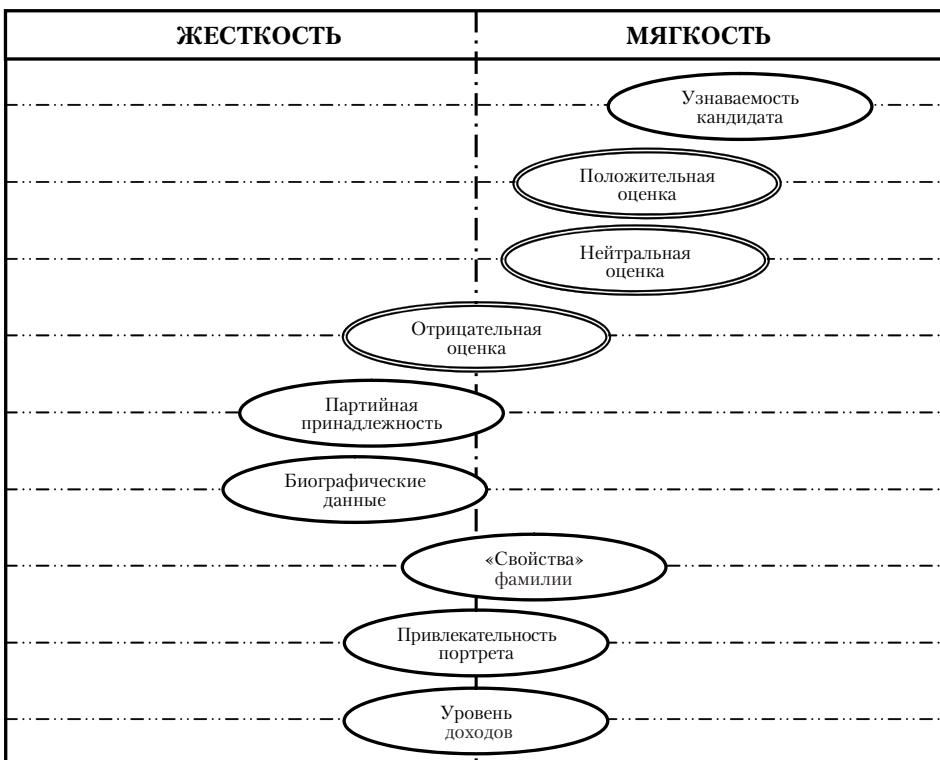 ЖЕСТКОСТЬ МЯГКОСТЬ
Узнаваемость
кандидата
Положительная
оценка
Нейтральная
оценка
Отрицательная
оценка
Партийная
принадлежность
Биографические
данные
«Свойства»
фамилии
Привлекательность
портрета
Уровень
доходов